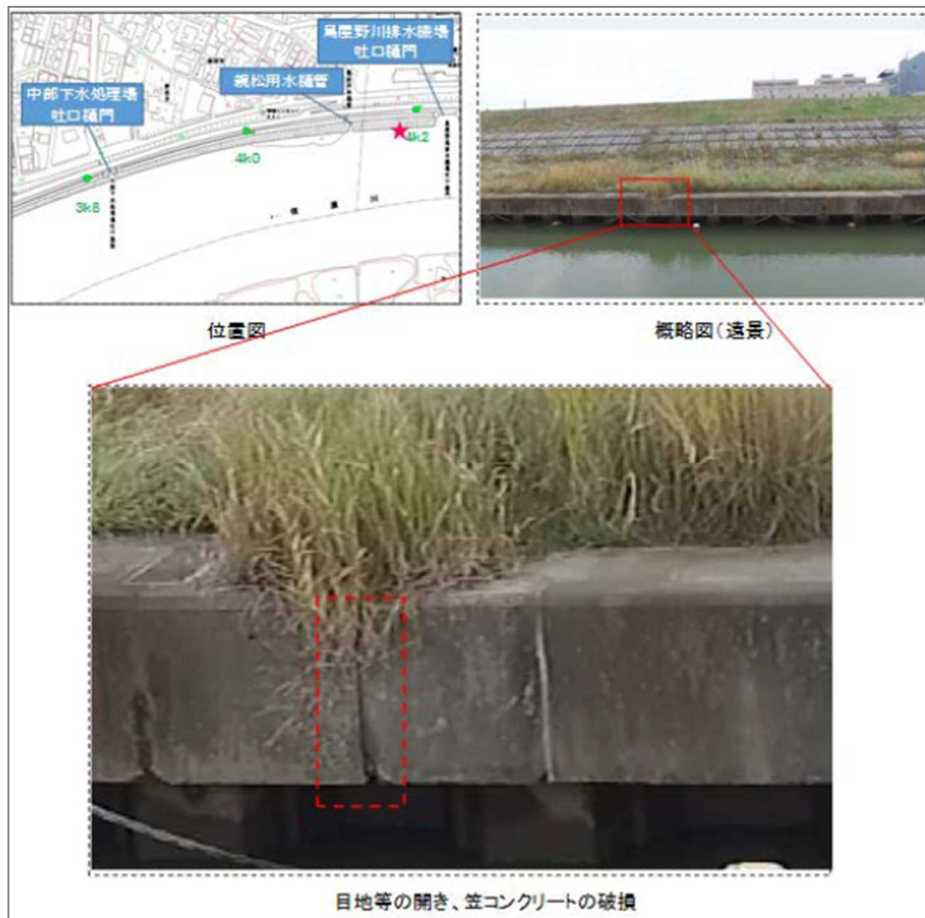 鳥屋野川排水機場
吐口樋門
親松用水樋管
中部下水処理場
吐口樋門
4k2
4k0
3k8
位置図
概略図(遠景)
目地等の開き、笠コンクリートの破損